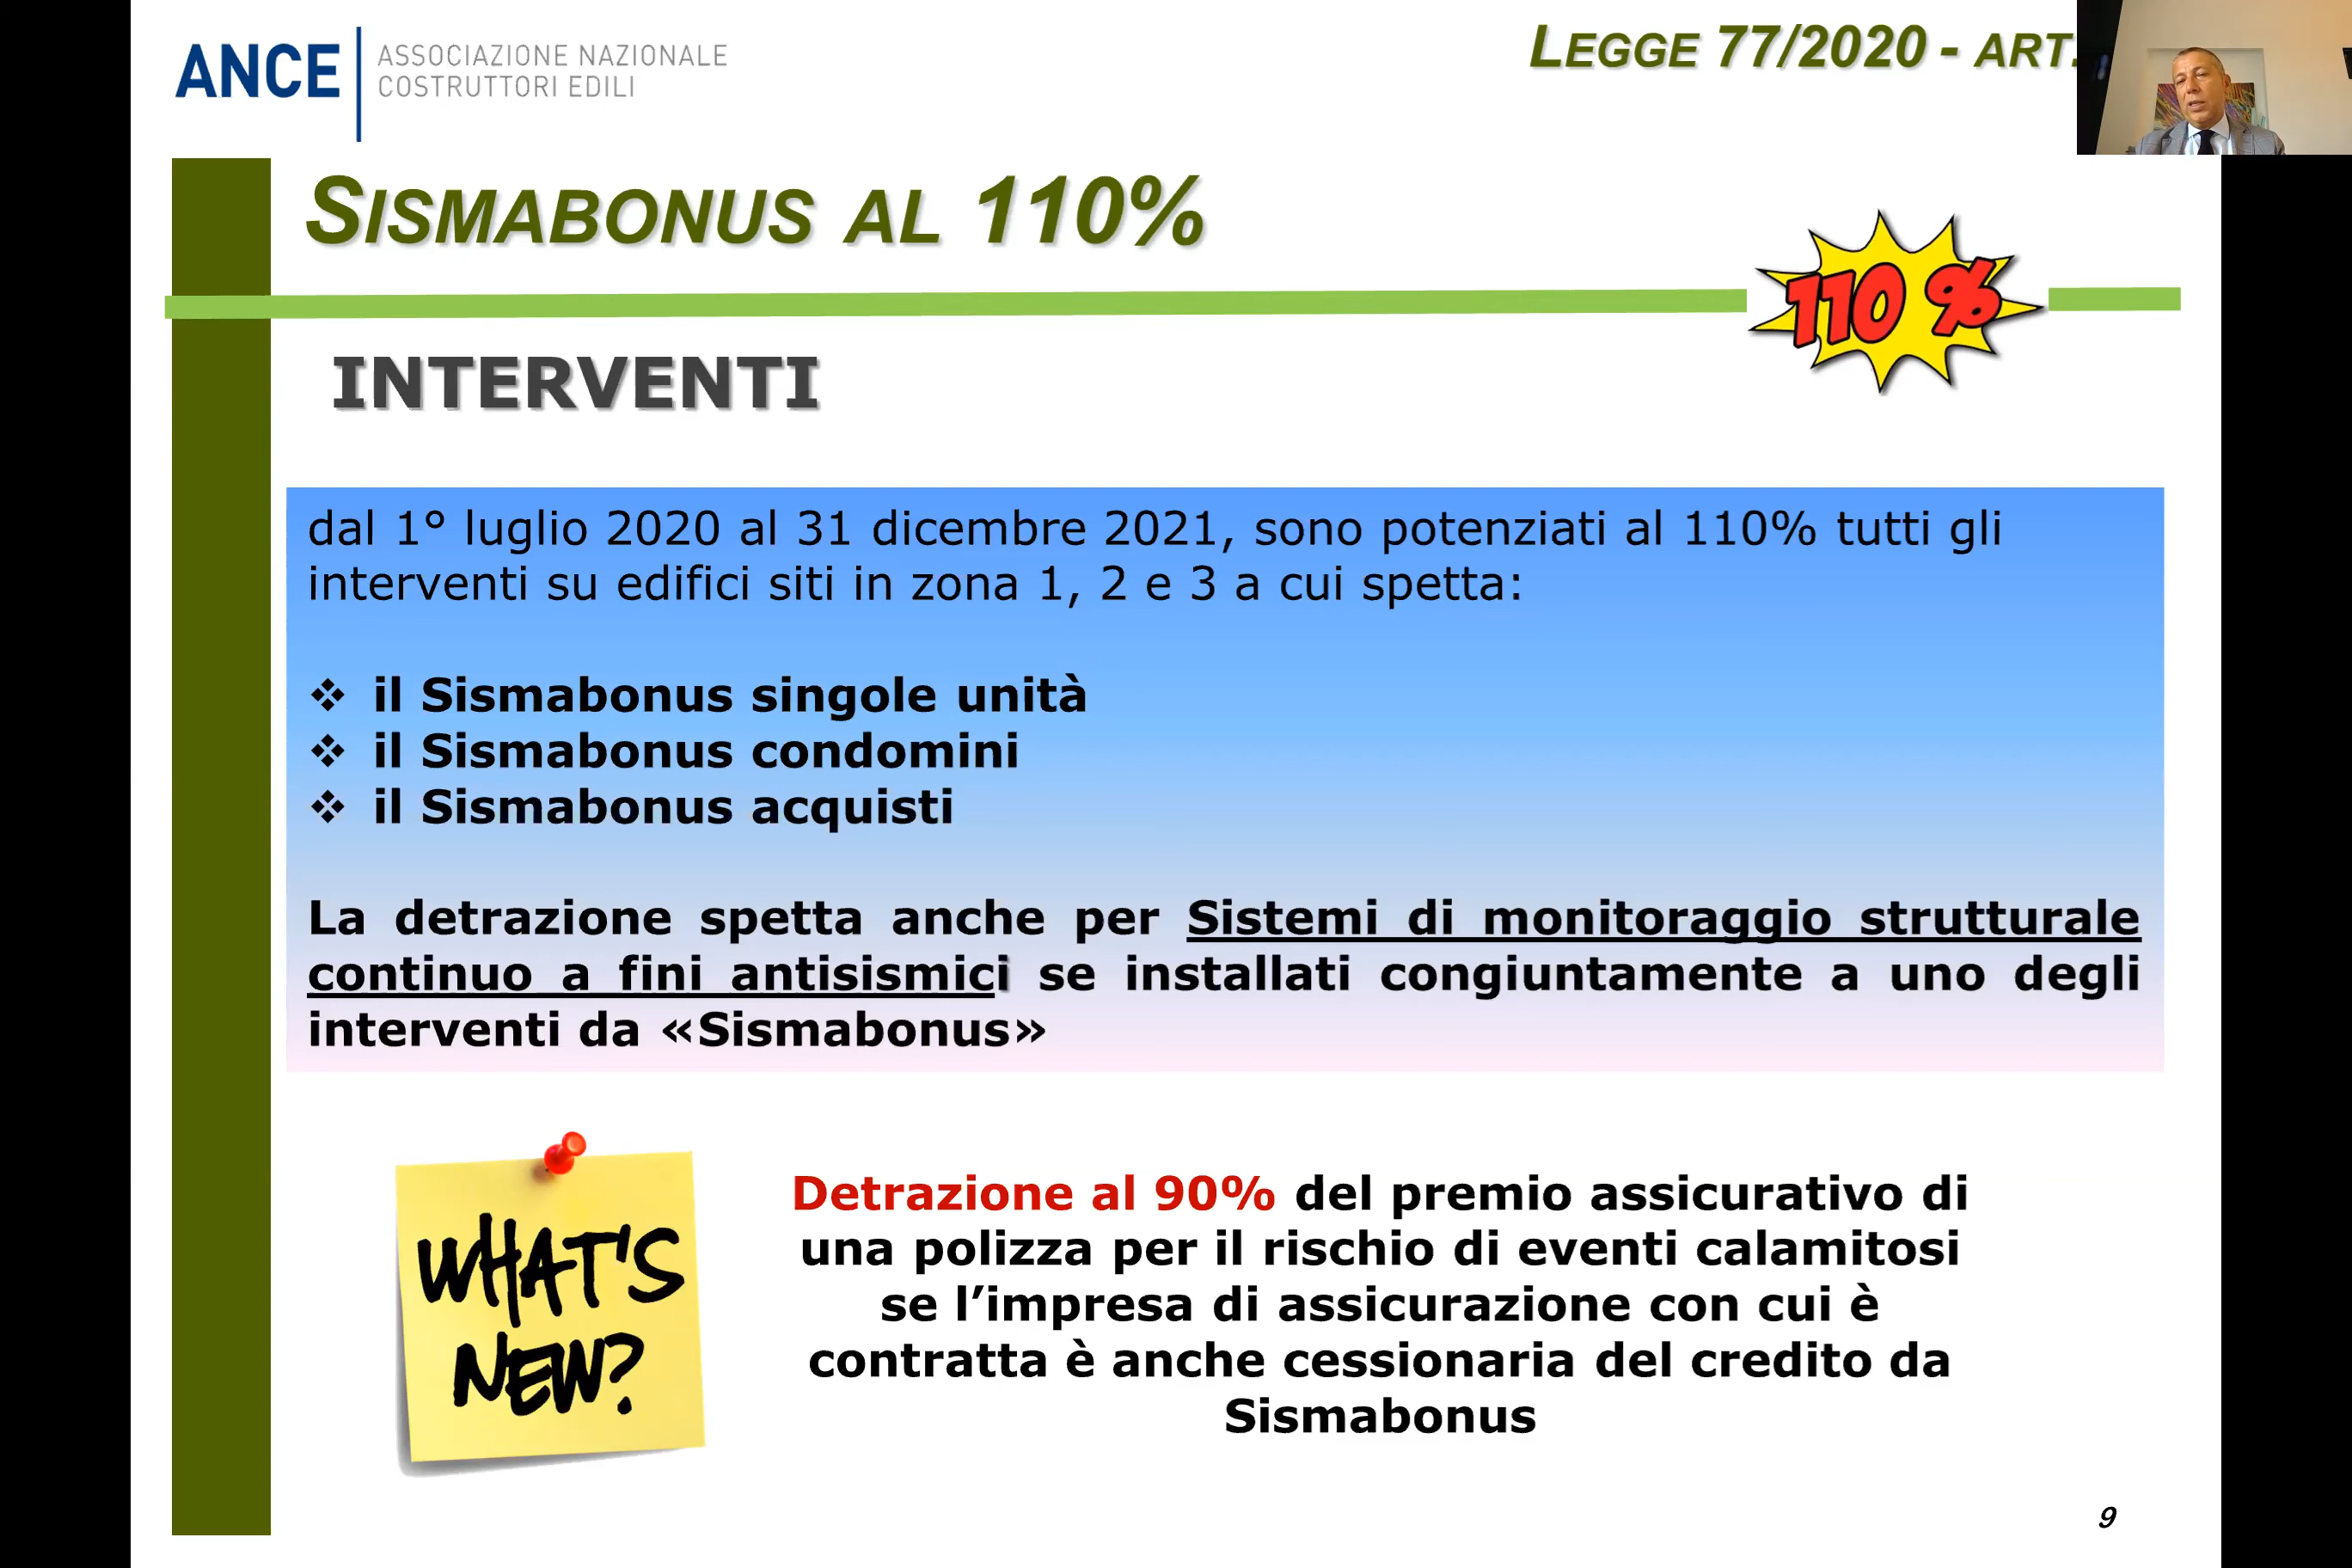 ANCE
ASSOCIAZIONE NAZIONALE
COSTRUTTORI EDILI
LEGGE 77/2020 - ART.
SISMABONUS AL 110%
110 %
INTERVENTI
dal 1° luglio 2020 al 31 dicembre 2021, sono potenziati al 110% tutti gli
interventi su edifici siti in zona 1, 2 e 3 a cui spetta:
❖ il Sismabonus singole unità
❖ il Sismabonus condomini
❖ il Sismabonus acquisti
La detrazione spetta anche per Sistemi di monitoraggio strutturale
continuo a fini antisismici se installati congiuntamente a uno degli
interventi da «Sismabonus»
WHAT'S
NEW?
Detrazione al 90% del premio assicurativo di
una polizza per il rischio di eventi calamitosi
se l’impresa di assicurazione con cui è
contratta è anche cessionaria del credito da
Sismabonus
9